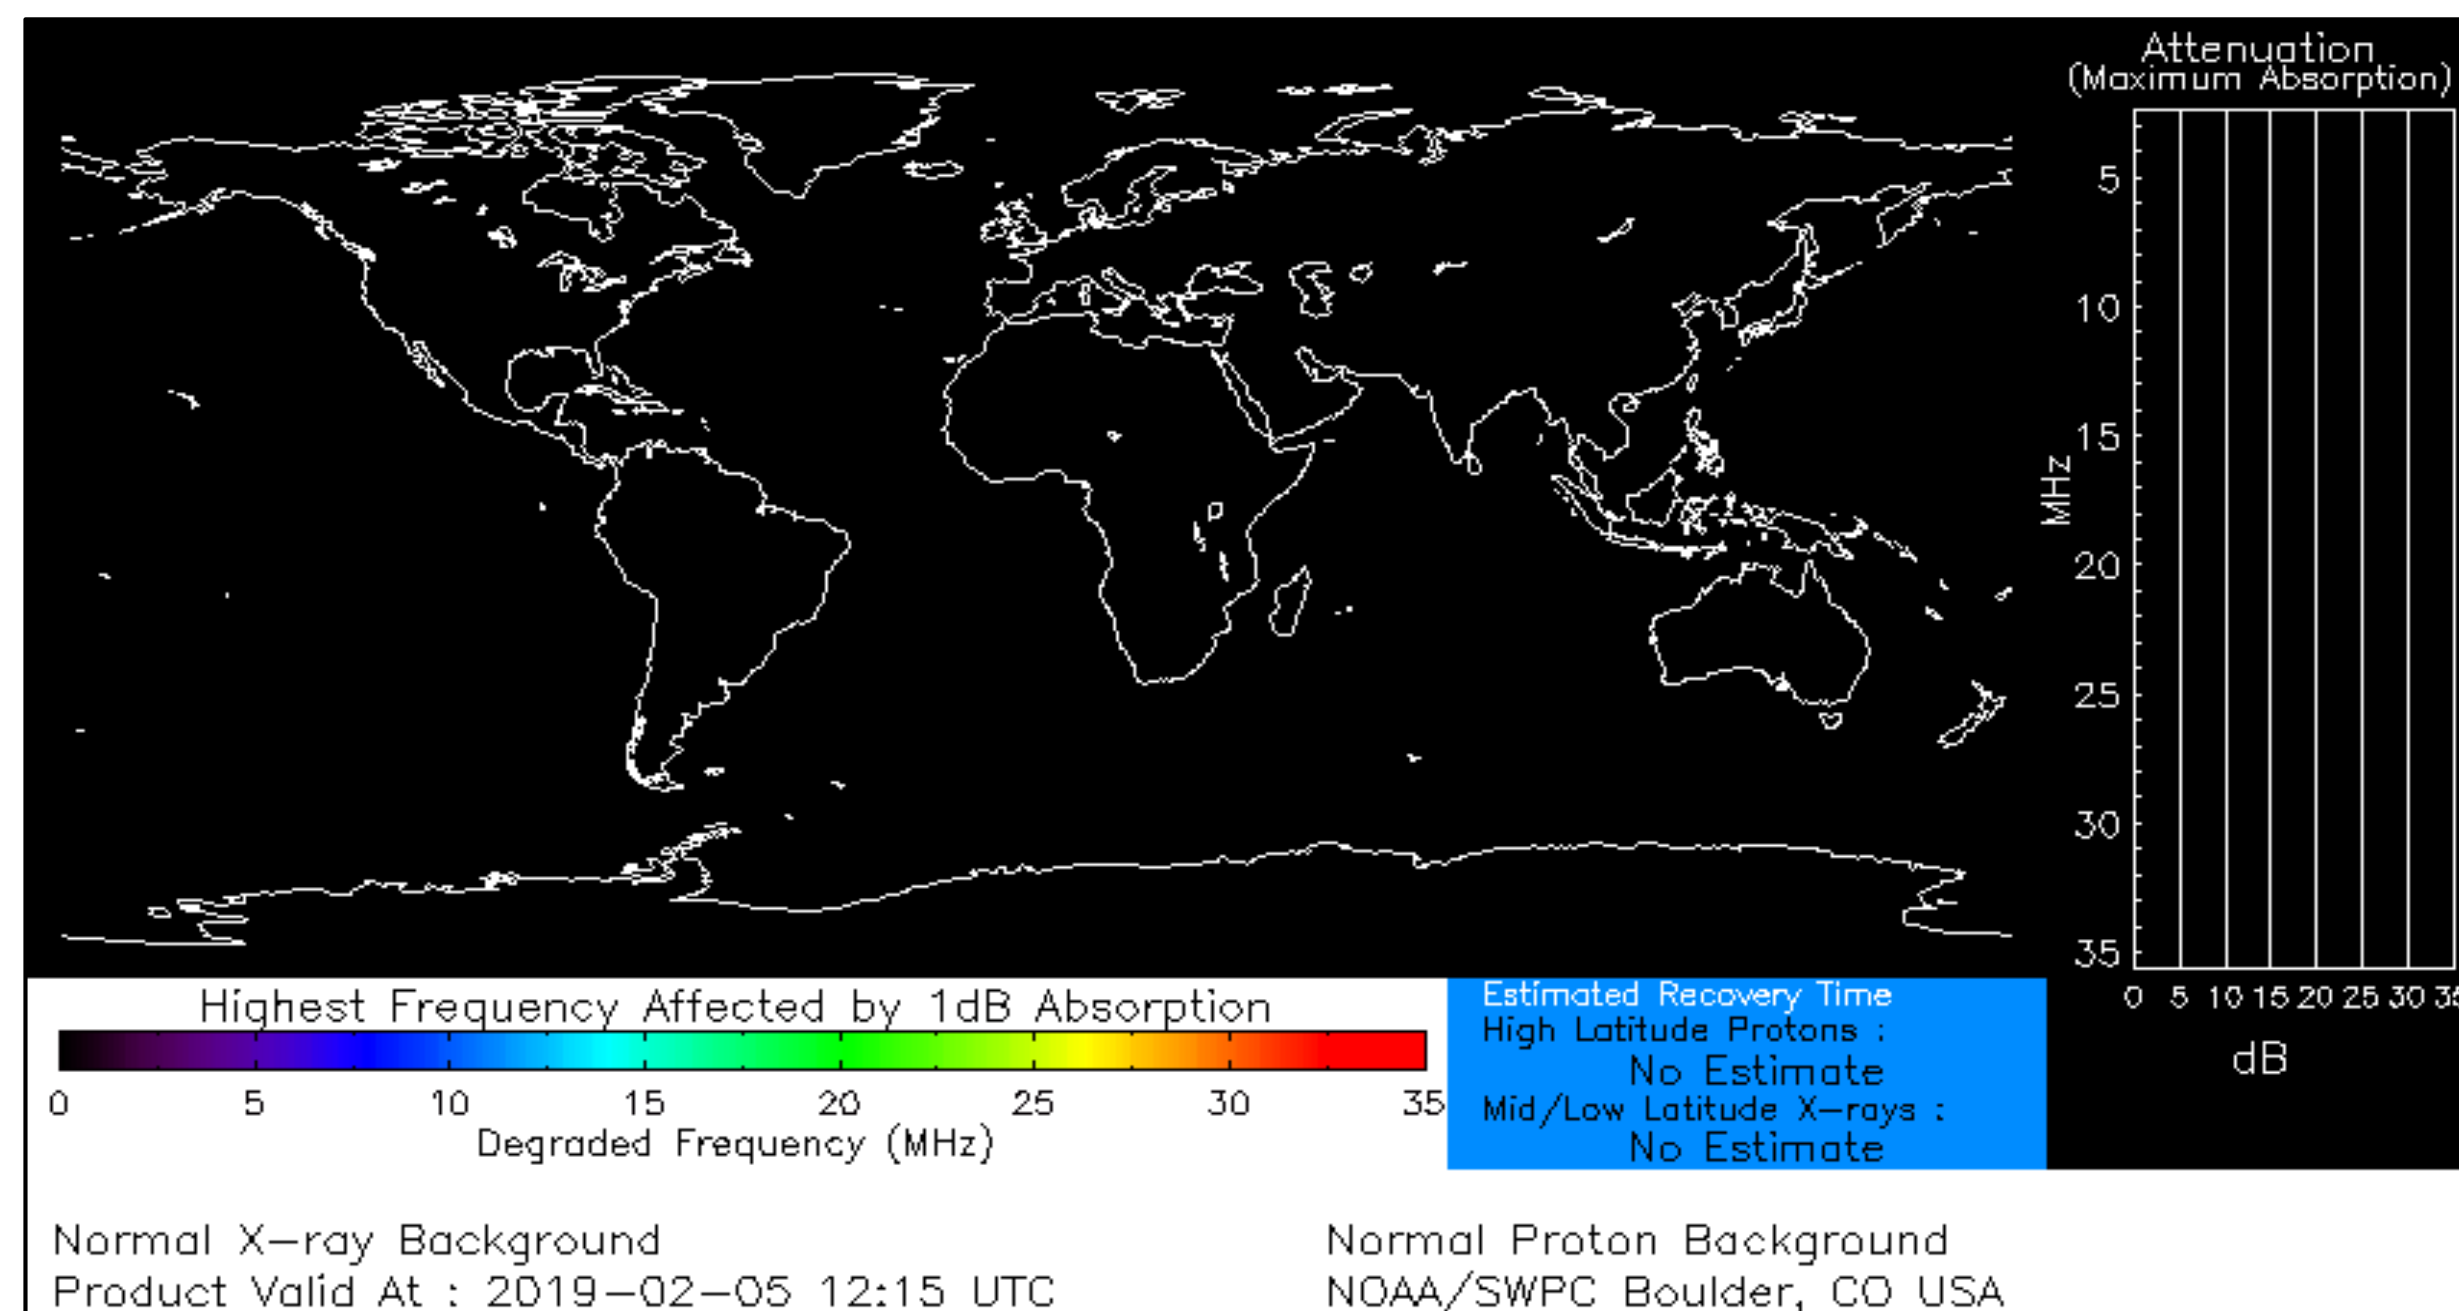 Attenuation
(Maximum Absorption)
5
10
15
20
25
30
35
MHz
0 5 10 15 20 25 30
dB
Highest Frequency Affected by 1dB Absorption
0 5 10 15 20 25 30 35
Degraded Frequency (MHz)
Estimated Recovery Time
High Latitude Protons :
No Estimate
Mid/Low Latitude X-rays :
No Estimate
Normal X-ray Background
Normal Proton Background
Product Valid At : 2019-02-05 12:15 UTC
NOAA/SWPC Boulder, CO USA